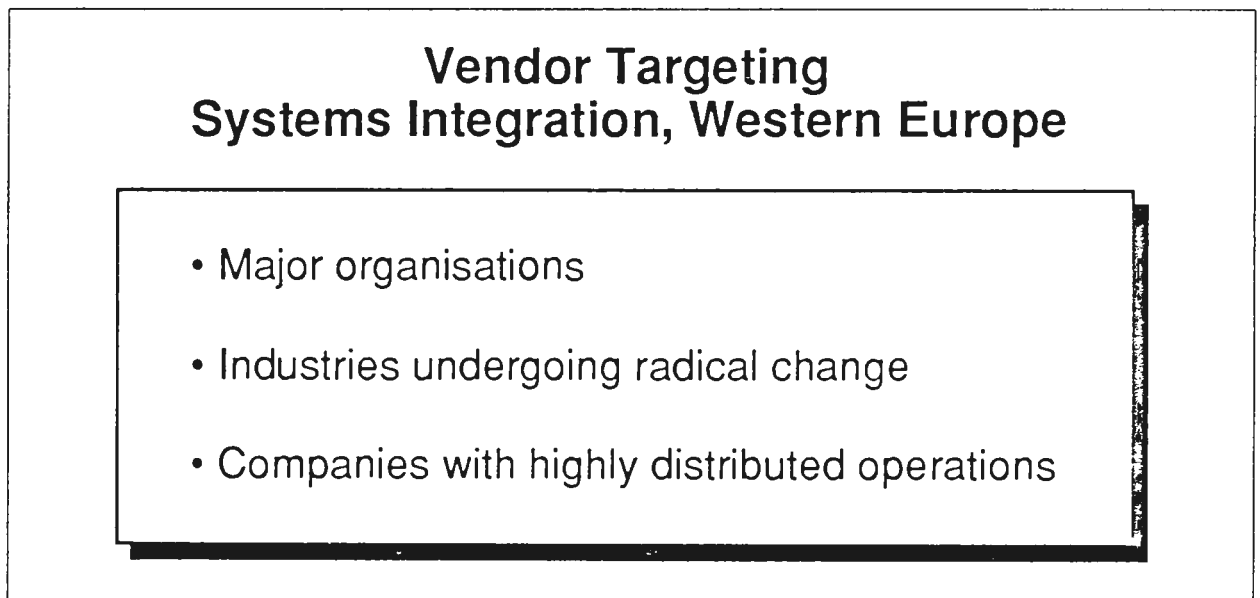 Vendor Targeting
Systems Integration, Western Europe
• Major organisations
• Industries undergoing radical change
• Companies with highly distributed operations